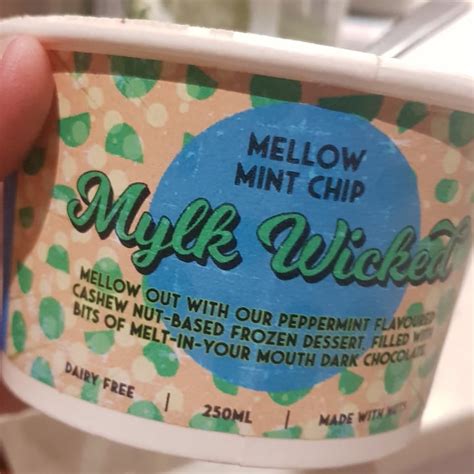 MELLOW
MINT CHIP
Mylk Wicked
MELLOW OUT WITH OUR PEPPERMINT FLAVOURED
CASHEW NUT-BASED FROZEN DESSERT, FILLED WITH
BITS OF MELT-IN-YOUR MOUTH DARK CHOCOLATE.
DAIRY FREE | 250ML | MADE WITH NUTS